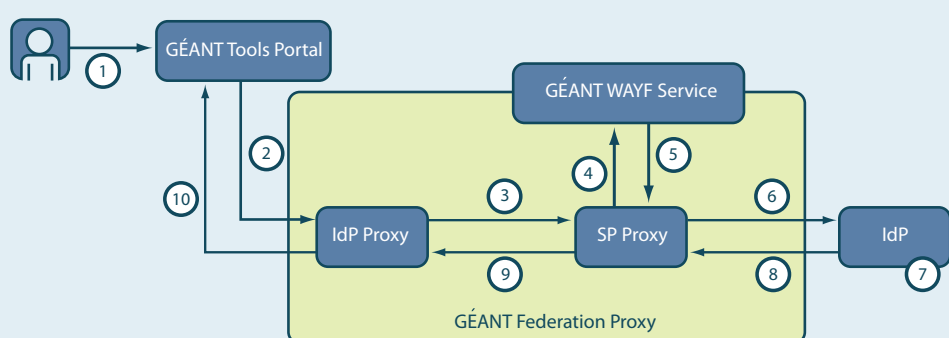 GÉANT Tools Portal
1
GÉANT WAYF Service
2
4
5
10
3
6
IdP Proxy
SP Proxy
IdP
9
8
7
GÉANT Federation Proxy